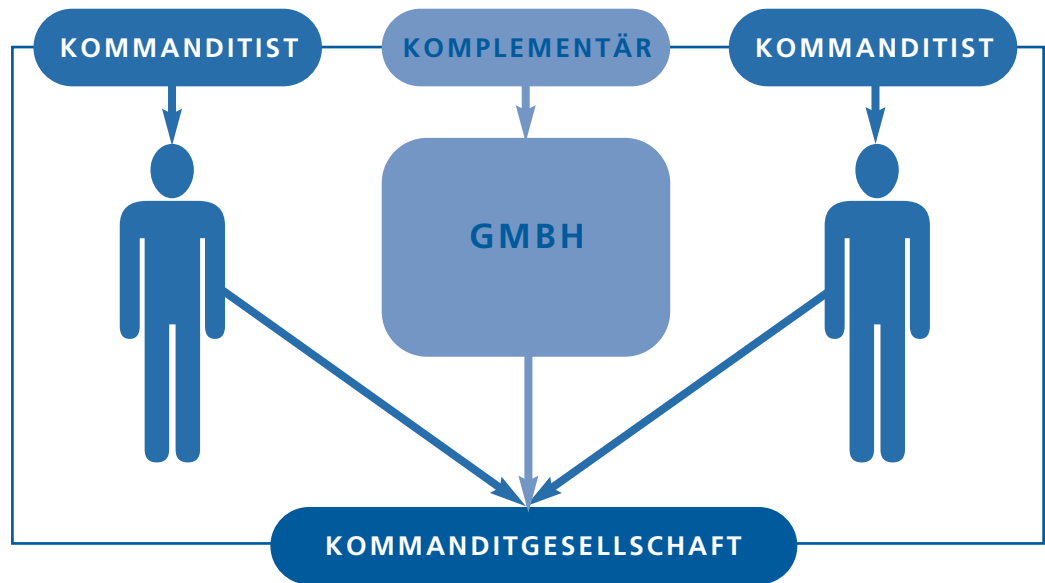 KOMMANDITIST
KOMPLEMENTÄR
KOMMANDITIST
GMBH
KOMMANDITGESELLSCHAFT